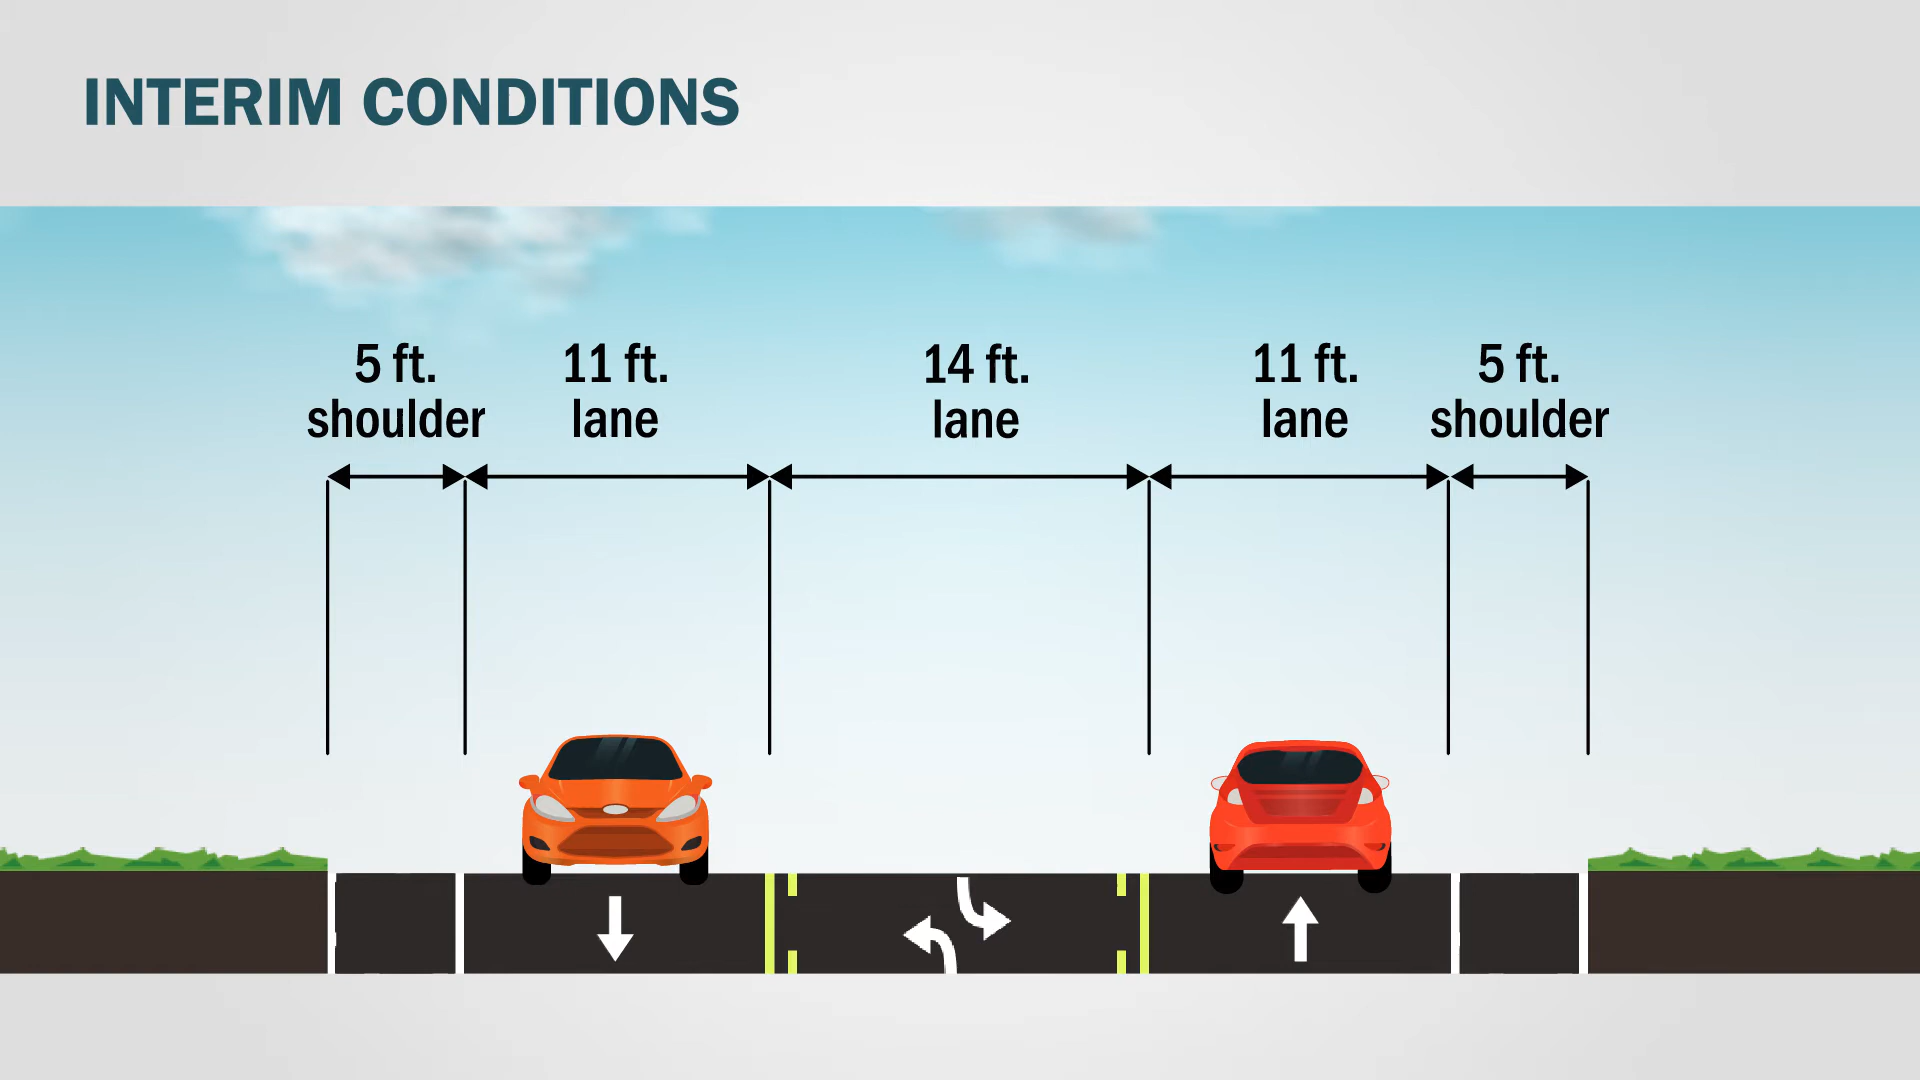 INTERIM CONDITIONS
5 ft.
shoulder
11 ft.
lane
14 ft.
lane
11 ft.
lane
5 ft.
shoulder